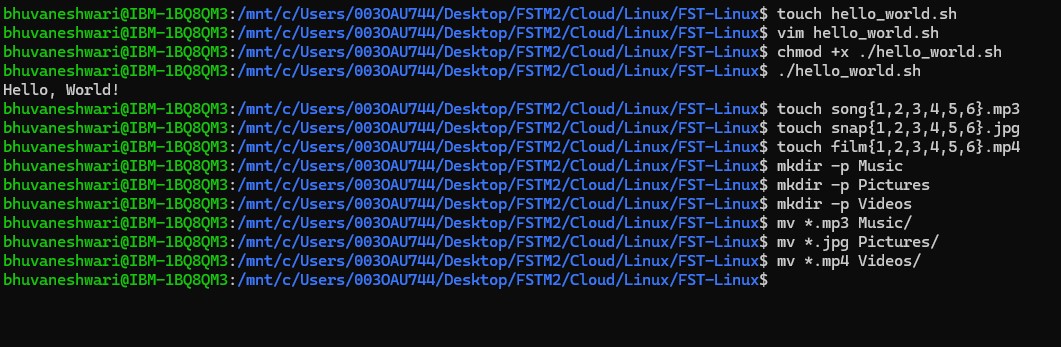 bhuvaneshwari@IBM-1BQ8QM3:/mnt/c/Users/003OAU744/Desktop/FSTM2/Cloud/Linux/FST-Linux$ touch hello_world.sh
bhuvaneshwari@IBM-1BQ8QM3:/mnt/c/Users/003OAU744/Desktop/FSTM2/Cloud/Linux/FST-Linux$ vim hello_world.sh
bhuvaneshwari@IBM-1BQ8QM3:/mnt/c/Users/003OAU744/Desktop/FSTM2/Cloud/Linux/FST-Linux$ chmod +x ./hello_world.sh
bhuvaneshwari@IBM-1BQ8QM3:/mnt/c/Users/003OAU744/Desktop/FSTM2/Cloud/Linux/FST-Linux$ ./hello_world.sh
Hello, World!
bhuvaneshwari@IBM-1BQ8QM3:/mnt/c/Users/003OAU744/Desktop/FSTM2/Cloud/Linux/FST-Linux$ touch song{1,2,3,4,5,6}.mp3
bhuvaneshwari@IBM-1BQ8QM3:/mnt/c/Users/003OAU744/Desktop/FSTM2/Cloud/Linux/FST-Linux$ touch snap{1,2,3,4,5,6}.jpg
bhuvaneshwari@IBM-1BQ8QM3:/mnt/c/Users/003OAU744/Desktop/FSTM2/Cloud/Linux/FST-Linux$ touch film{1,2,3,4,5,6}.mp4
bhuvaneshwari@IBM-1BQ8QM3:/mnt/c/Users/003OAU744/Desktop/FSTM2/Cloud/Linux/FST-Linux$ mkdir -p Music
bhuvaneshwari@IBM-1BQ8QM3:/mnt/c/Users/003OAU744/Desktop/FSTM2/Cloud/Linux/FST-Linux$ mkdir -p Pictures
bhuvaneshwari@IBM-1BQ8QM3:/mnt/c/Users/003OAU744/Desktop/FSTM2/Cloud/Linux/FST-Linux$ mkdir -p Videos
bhuvaneshwari@IBM-1BQ8QM3:/mnt/c/Users/003OAU744/Desktop/FSTM2/Cloud/Linux/FST-Linux$ mv *.mp3 Music/
bhuvaneshwari@IBM-1BQ8QM3:/mnt/c/Users/003OAU744/Desktop/FSTM2/Cloud/Linux/FST-Linux$ mv *.jpg Pictures/
bhuvaneshwari@IBM-1BQ8QM3:/mnt/c/Users/003OAU744/Desktop/FSTM2/Cloud/Linux/FST-Linux$ mv *.mp4 Videos/
bhuvaneshwari@IBM-1BQ8QM3:/mnt/c/Users/003OAU744/Desktop/FSTM2/Cloud/Linux/FST-Linux$